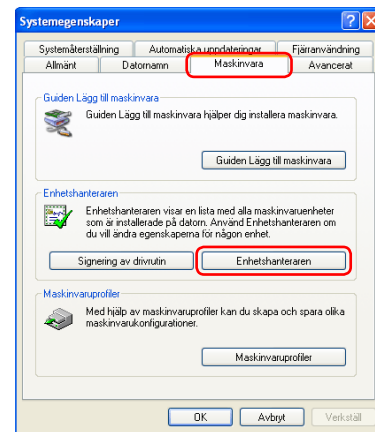 Systemegenskaper
Systemåterställning Automatiska uppdateringar Fjärranvändning
Allmänt Datornamn Maskinvara Avancerat
Guiden Lägg till maskinvara
Guiden Lägg till maskinvara hjälper dig installera maskinvara.
Guiden Lägg till maskinvara
Enhetshanteraren
Enhetshanteraren visar en lista med alla maskinvaruenheter
som är installerade på datorn. Använd Enhetshanteraren om
du vill ändra egenskaperna för någon enhet.
Signering av drivrutin Enhetshanteraren
Maskinvaruprofiler
Med hjälp av maskinvaruprofiler kan du skapa och spara olika
maskinvarukonfigurationer.
Maskinvaruprofiler
OK Avbryt Verkställ